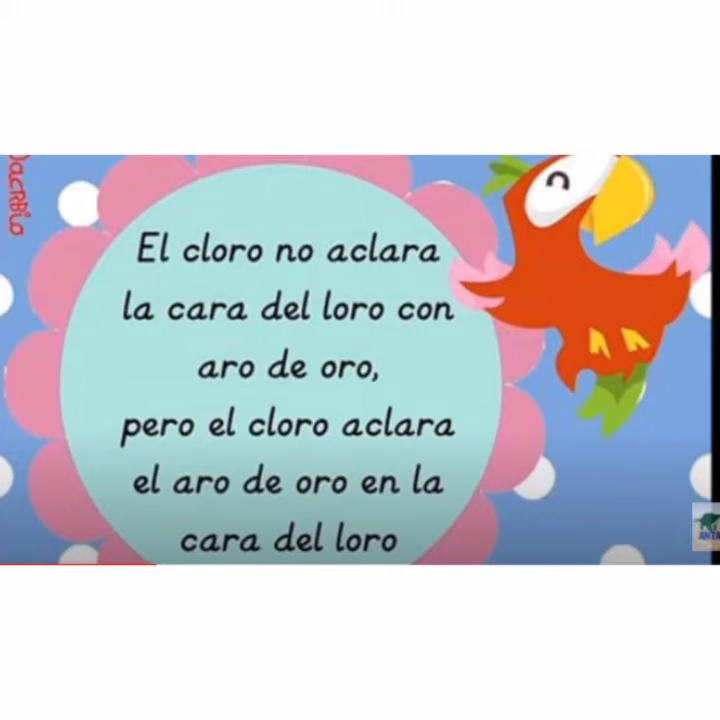 El cloro no aclara
la cara del loro con
aro de oro,
pero el cloro aclara
el aro de oro en la
cara del loro